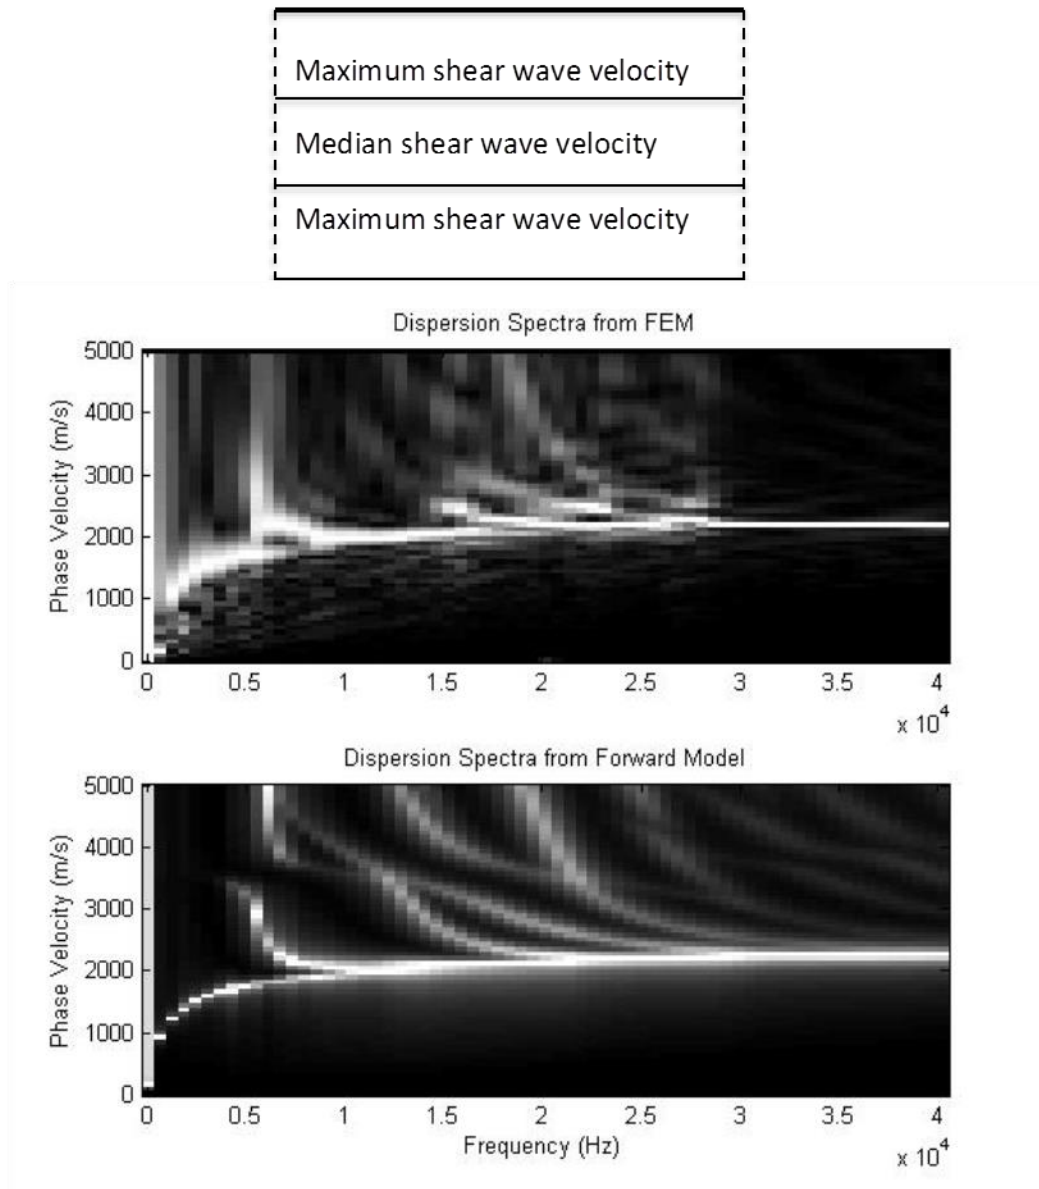 Maximum shear wave velocity
Median shear wave velocity
Maximum shear wave velocity
Dispersion Spectra from FEM
Phase Velocity (m/s)
5000
4000
3000
2000
1000
0
0 0.5 1 1.5 2 2.5 3 3.5 4
x 10^4
Dispersion Spectra from Forward Model
Phase Velocity (m/s)
5000
4000
3000
2000
1000
0
0 0.5 1 1.5 2 2.5 3 3.5 4
Frequency (Hz)
x 10^4